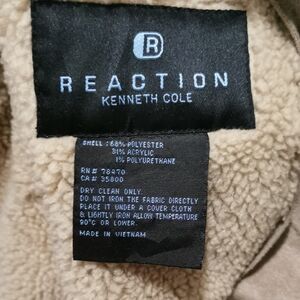 R
REACTION
KENNETH COLE
SHELL: 68% POLYESTER
31% ACRYLIC
1% POLYURETHANE
RN# 78470
CA# 35800
DRY CLEAN ONLY.
DO NOT IRON THE FABRIC DIRECTLY
PLACE IT UNDER A COVER CLOTH
& LIGHTLY IRON ALLOW TEMPERATURE
90°C OR LOWER.
MADE IN VIETNAM